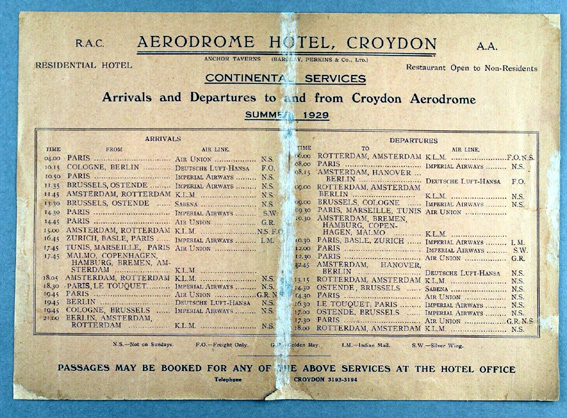 R.A.C. AERODROME HOTEL, CROYDON A.A.
ANCHOR TAVERNS (BARCLAY, PERKINS & Co., LTD.)
RESIDENTIAL HOTEL Restaurant Open to Non-Residents
CONTINENTAL SERVICES
Arrivals and Departures to and from Croydon Aerodrome
SUMMER 1929
ARRIVALS
TIME FROM AIR LINE.
04.00 PARIS AIR UNION N.S.
10.15 COLOGNE, BERLIN DEUTSCHE LUFT-HANSA F.O.
10.50 PARIS IMPERIAL AIRWAYS N.S.
11.35 BRUSSELS, OSTENDE IMPERIAL AIRWAYS N.S.
11.45 AMSTERDAM, ROTTERDAM K.L.M. N.S.
13.30 BRUSSELS, OSTENDE SABENA N.S.
14.30 PARIS IMPERIAL AIRWAYS S.W.
14.45 PARIS AIR UNION G.R.
15.00 AMSTERDAM, ROTTERDAM K.L.M. N.S. F.O.
16.45 ZURICH, BASLE, PARIS IMPERIAL AIRWAYS I.M.
17.45 TUNIS, MARSEILLE, PARIS AIR UNION
17.45 MALMO, COPENHAGEN,
HAMBURG, BREMEN, AM-
STERDAM K.L.M.
18.05 AMSTERDAM, ROTTERDAM K.L.M. N.S.
18.30 PARIS, LE TOUQUET IMPERIAL AIRWAYS N.S.
19.45 PARIS AIR UNION G.R. N.S.
19.45 BERLIN DEUTSCHE LUFT-HANSA N.S.
19.45 COLOGNE, BRUSSELS IMPERIAL AIRWAYS N.S.
21.00 BERLIN, AMSTERDAM,
ROTTERDAM K.L.M. N.S.
DEPARTURES
TIME TO AIR LINE.
06.00 ROTTERDAM, AMSTERDAM K.L.M. F.O. N.S.
08.00 PARIS IMPERIAL AIRWAYS N.S.
08.15 AMSTERDAM, HANOVER
BERLIN DEUTSCHE LUFT-HANSA F.O.
09.00 ROTTERDAM, AMSTERDAM
BERLIN K.L.M. N.S.
09.00 BRUSSELS, COLOGNE IMPERIAL AIRWAYS N.S.
09.30 PARIS, MARSEILLE, TUNIS AIR UNION
10.30 AMSTERDAM, BREMEN,
HAMBURG, COPEN-
HAGEN, MALMO K.L.M.
10.30 PARIS, BASLE, ZURICH IMPERIAL AIRWAYS I.M.
12.00 PARIS IMPERIAL AIRWAYS S.W.
12.30 PARIS AIR UNION G.R.
AMSTERDAM, HANOVER,
BERLIN DEUTSCHE LUFT-HANSA N.S.
13.15 ROTTERDAM, AMSTERDAM K.L.M. N.S.
14.30 OSTENDE, BRUSSELS SABENA N.S.
14.30 PARIS AIR UNION N.S.
16.30 LE TOUQUET, PARIS IMPERIAL AIRWAYS N.S.
17.00 OSTENDE, BRUSSELS IMPERIAL AIRWAYS N.S.
17.30 PARIS AIR UNION G.R. N.S.
18.00 ROTTERDAM, AMSTERDAM K.L.M. N.S.
N.S.—Not on Sundays. F.O.—Freight Only. Golden Ray. I.M.—Indian Mail. S.W.—Silver Wing.
PASSAGES MAY BE BOOKED FOR ANY OF THE ABOVE SERVICES AT THE HOTEL OFFICE
Telephone CROYDON 3193-3194